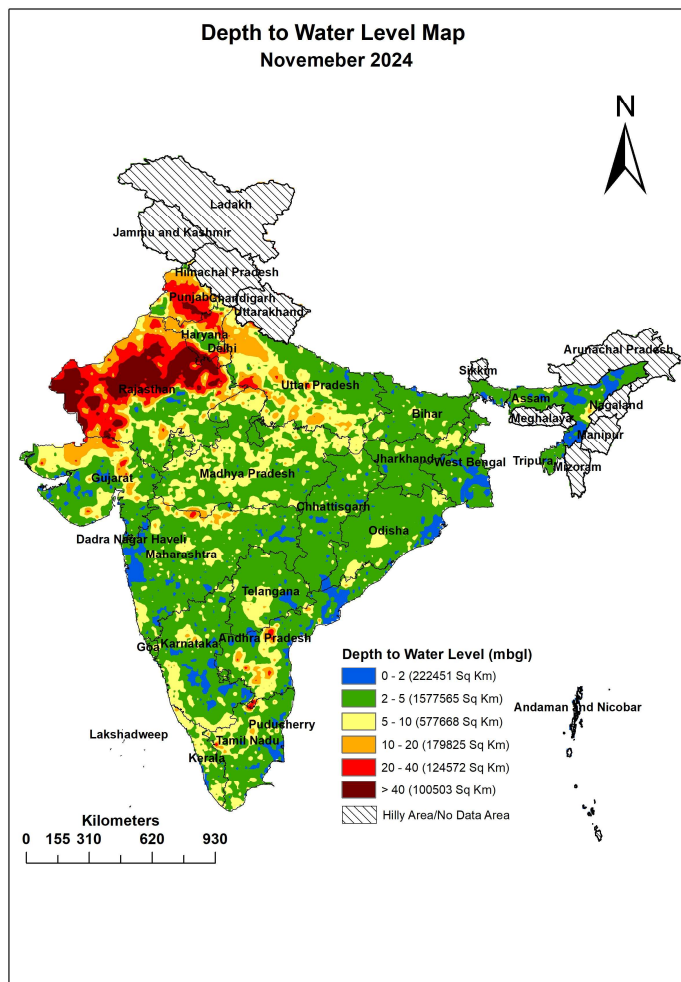 Depth to Water Level Map
Novemeber 2024
N
Ladakh
Jammu and Kashmir
Himachal Pradesh
Punjab
Chandigarh
Uttarakhand
Haryana
Delhi
Arunachal Pradesh
Sikkim
Rajasthan
Uttar Pradesh
Assam
Nagaland
Bihar
Meghalaya
Manipur
Jharkhand
West Bengal
Tripura
Mizoram
Gujarat
Madhya Pradesh
Chhattisgarh
Odisha
Dadra Nagar Haveli
Maharashtra
Telangana
Goa
Karnataka
Andhra Pradesh
Depth to Water Level (mbgl)
0 - 2 (222451 Sq Km)
2 - 5 (1577565 Sq Km)
5 - 10 (577668 Sq Km)
10 - 20 (179825 Sq Km)
20 - 40 (124572 Sq Km)
> 40 (100503 Sq Km)
Hilly Area/No Data Area
Andaman and Nicobar
Puducherry
Lakshadweep
Tamil Nadu
Kerala
Kilometers
0 155 310 620 930